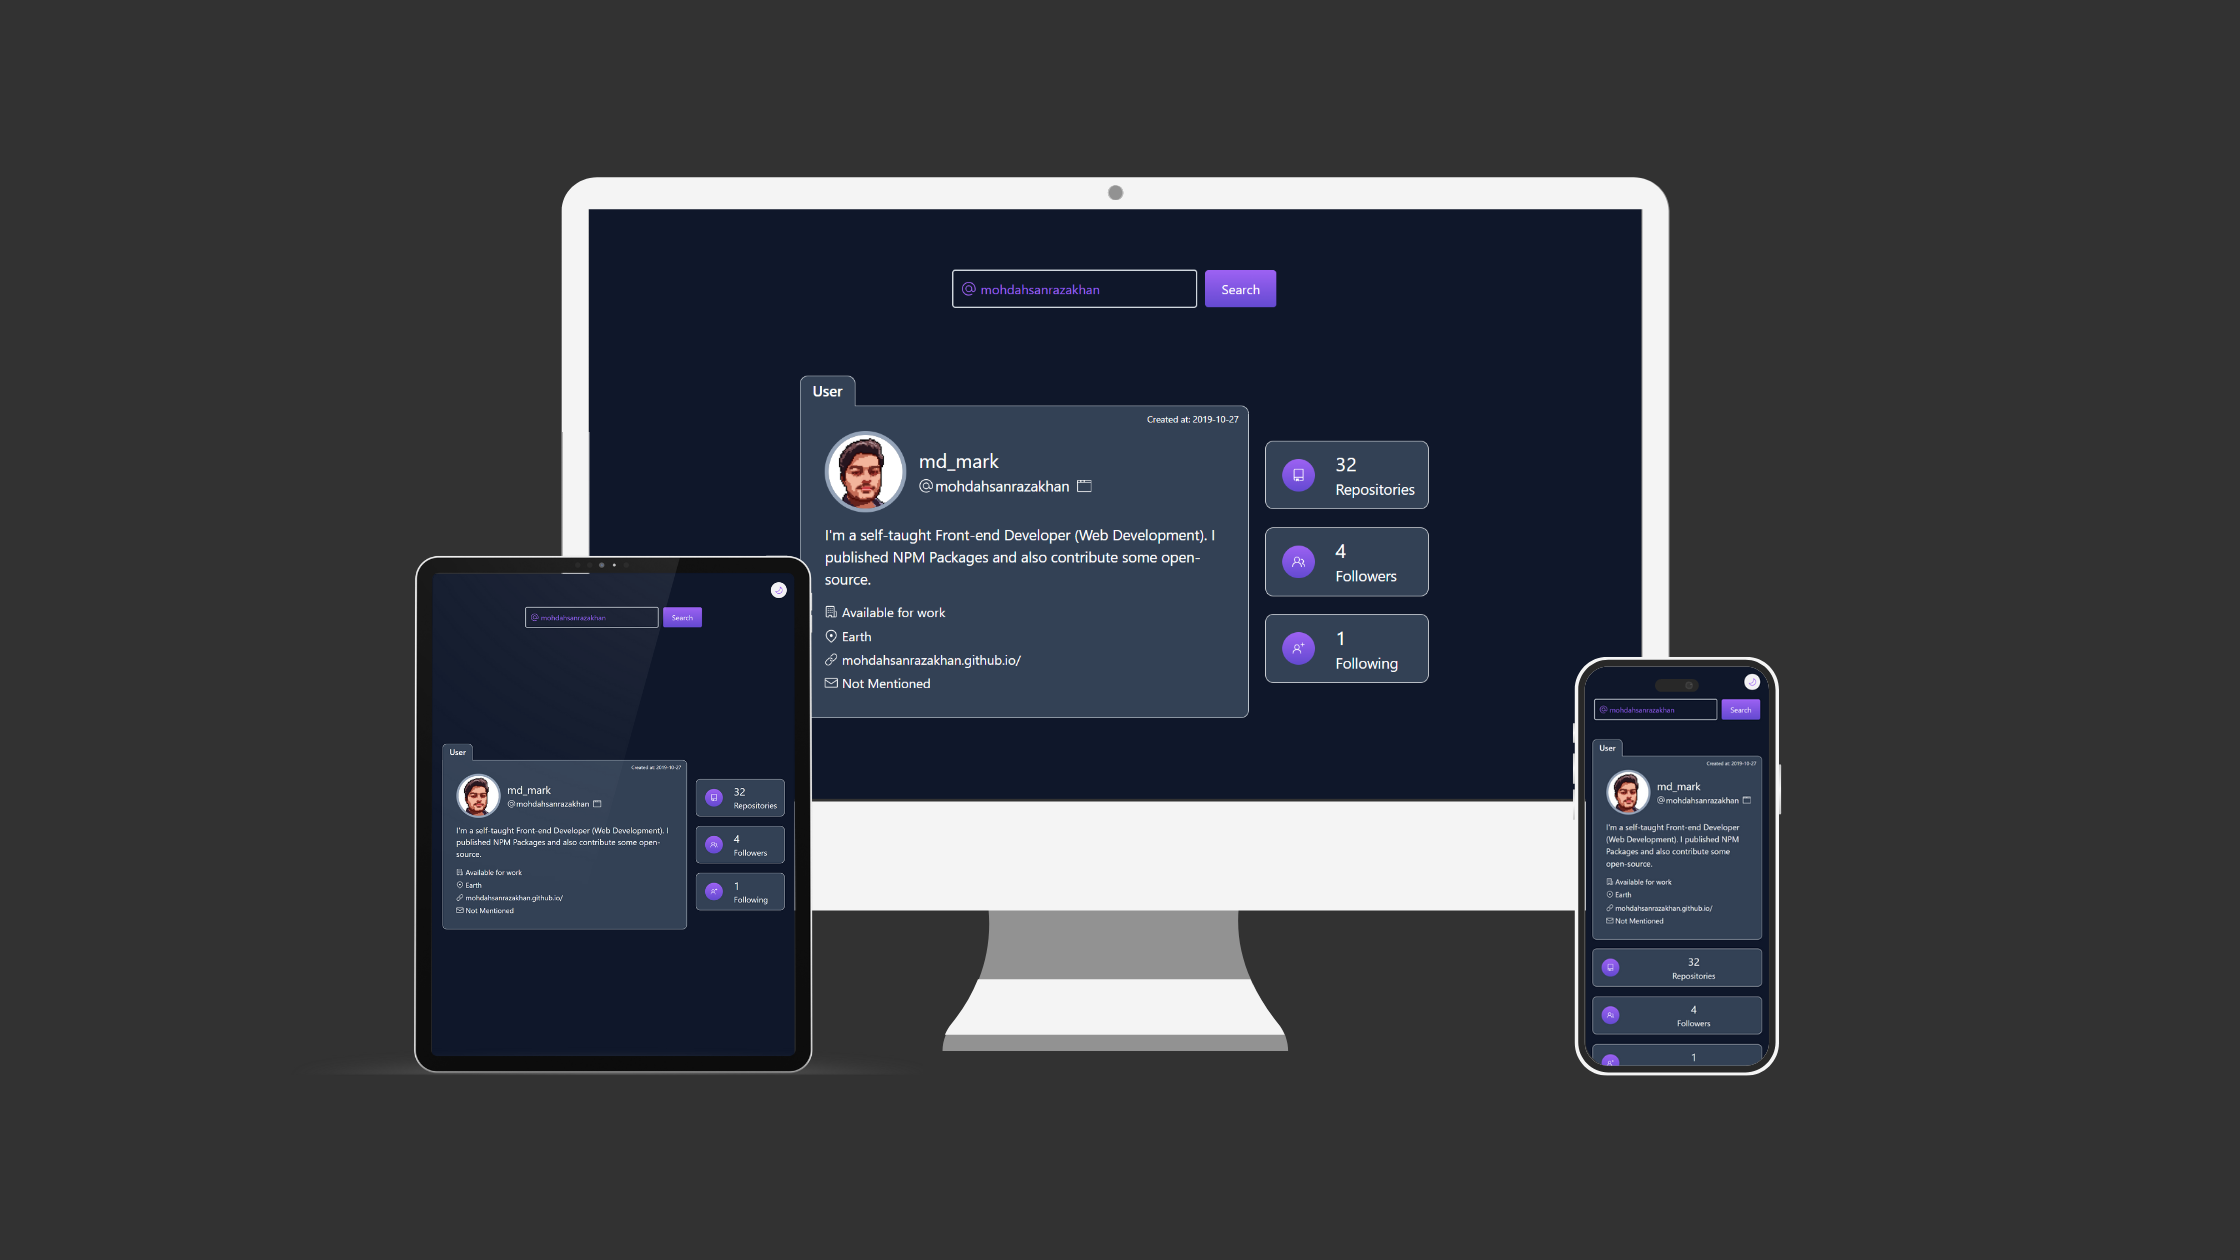 @ mohdahsanrazakhan
Search
User
Created at: 2019-10-27
md_mark
@mohdahsanrazakhan
I'm a self-taught Front-end Developer (Web Development). I
published NPM Packages and also contribute some open-
source.
Available for work
Earth
mohdahsanrazakhan.github.io/
Not Mentioned
32
Repositories
4
Followers
1
Following
@ mohdahsanrazakhan
Search
User
Created at: 2019-10-27
md_mark
@mohdahsanrazakhan
I'm a self-taught Front-end Developer (Web Development). I
published NPM Packages and also contribute some open-
source.
Available for work
Earth
mohdahsanrazakhan.github.io/
Not Mentioned
32
Repositories
4
Followers
1
Following
@ mohdahsanrazakhan
Search
User
Created at: 2019-10-27
md_mark
@mohdahsanrazakhan
I'm a self-taught Front-end Developer
(Web Development). I published NPM
Packages and also contribute some
open-source.
Available for work
Earth
mohdahsanrazakhan.github.io/
Not Mentioned
32
Repositories
4
Followers
1